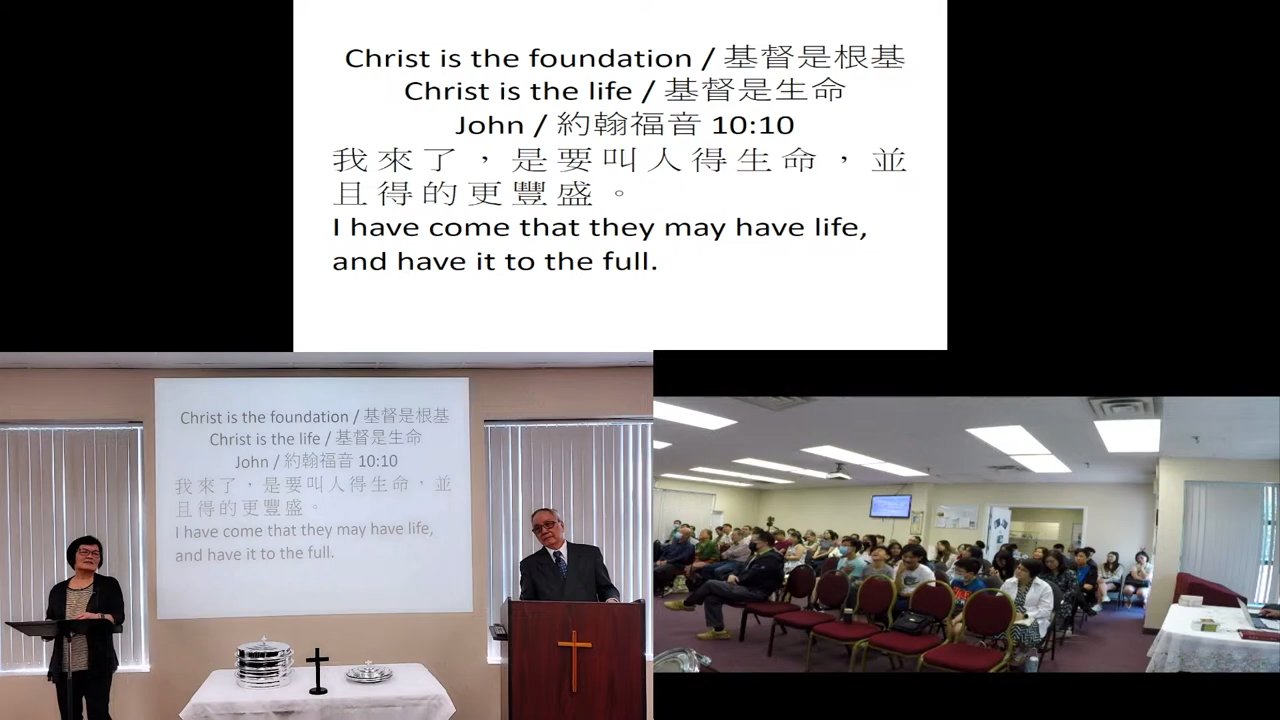 Christ is the foundation / 基督是根基
Christ is the life / 基督是生命
John / 約翰福音 10:10
我來了，是要叫人得生命，並
且得的更豐盛。
I have come that they may have life,
and have it to the full.
Christ is the foundation / 基督是根基
Christ is the life / 基督是生命
John / 約翰福音 10:10
我來了，是要叫人得生命，並
且得的更豐盛。
I have come that they may have life,
and have it to the full.